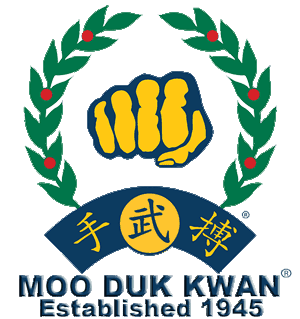 手 武 搏 ®
MOO DUK KWAN®
Established 1945